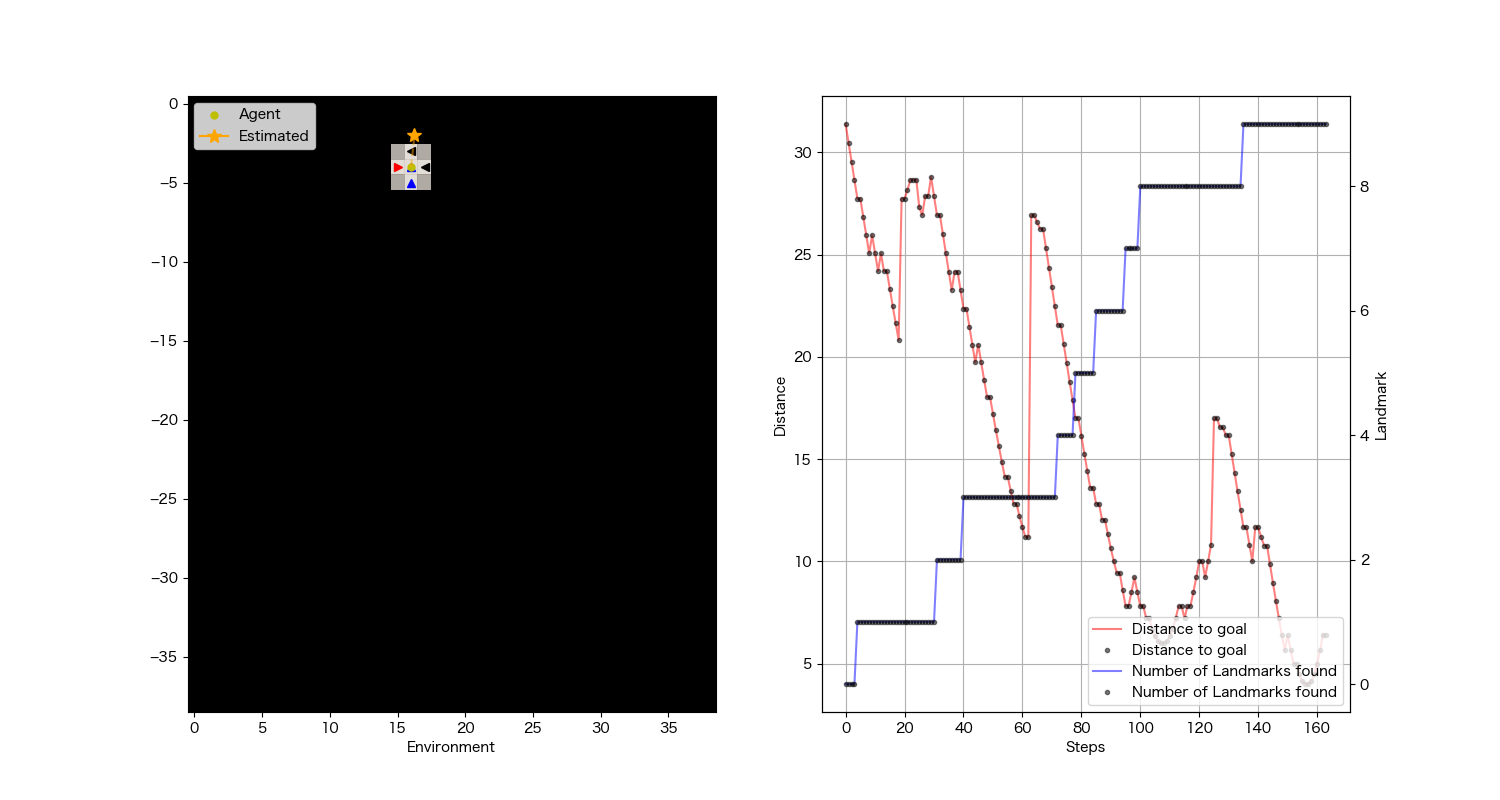 0
−5
−10
−15
−20
−25
−30
−35
Agent
Estimated
0 5 10 15 20 25 30 35
Environment
30
25
20
15
10
5
Distance
8
6
4
2
0
Landmark
Distance to goal
Distance to goal
Number of Landmarks found
Number of Landmarks found
0 20 40 60 80 100 120 140 160
Steps